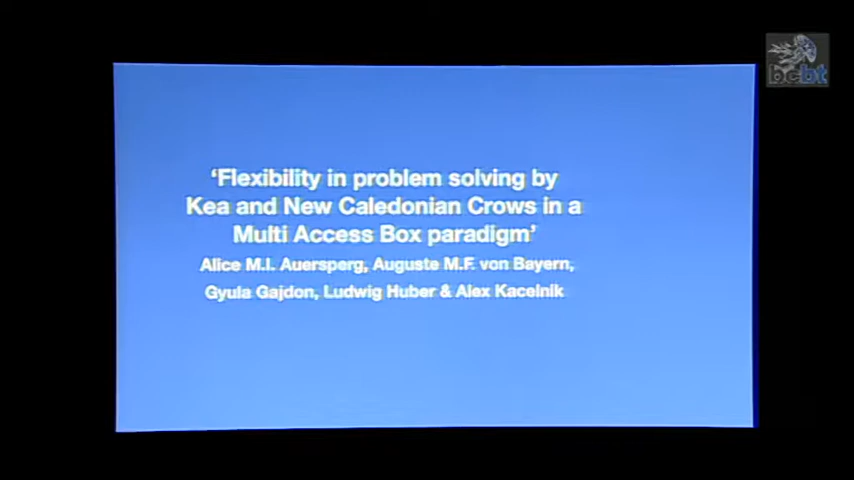 bcbt
'Flexibility in problem solving by
Kea and New Caledonian Crows in a
Multi Access Box paradigm'
Alice M.I. Auersperg, Auguste M.F. von Bayern,
Gyula Gajdon, Ludwig Huber & Alex Kacelnik